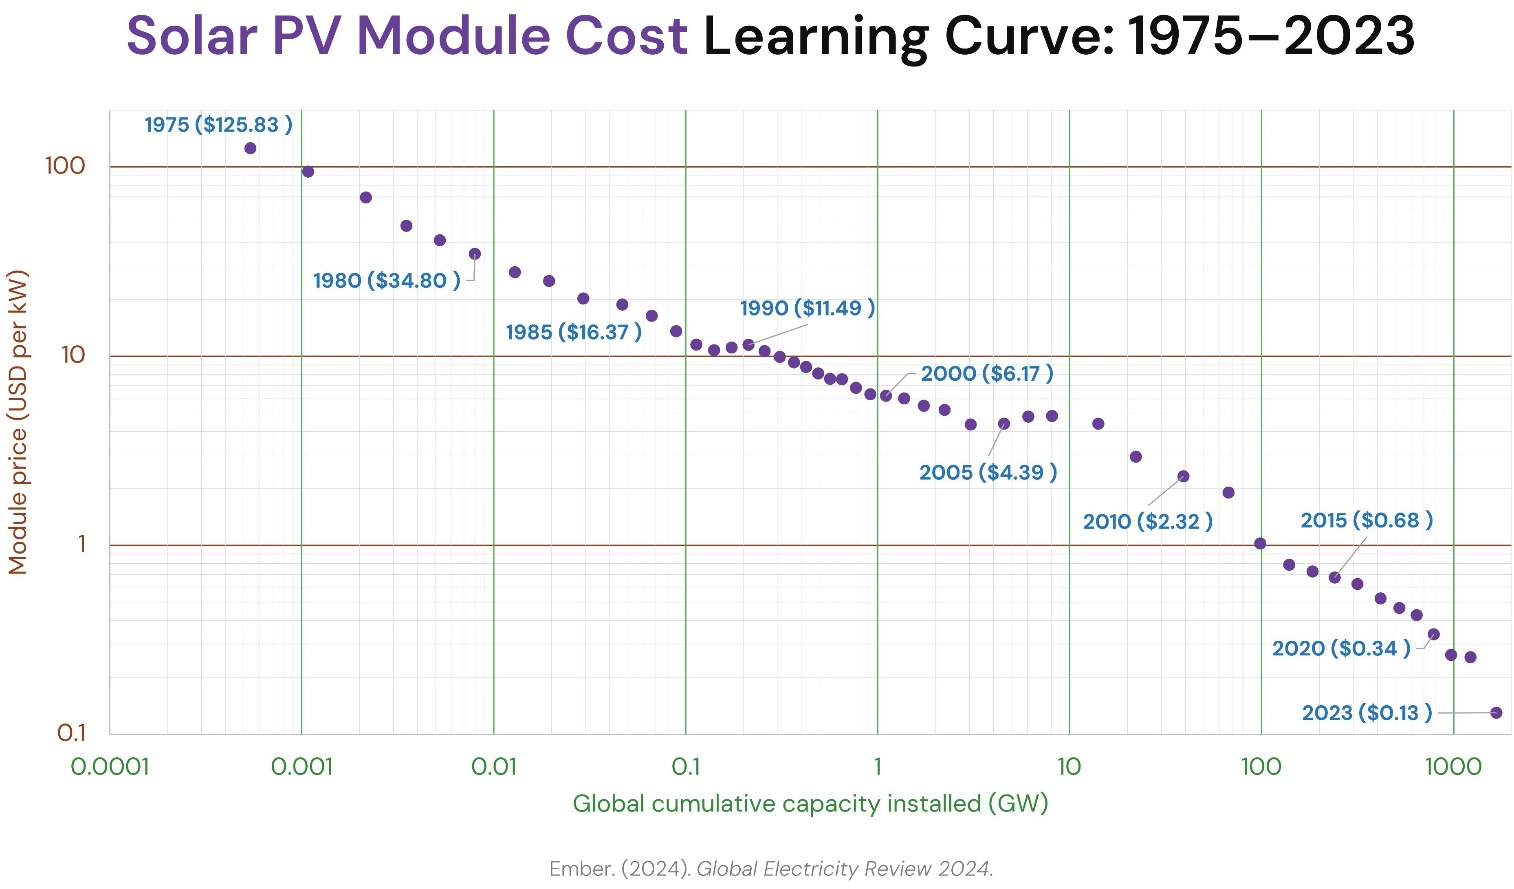 Solar PV Module Cost Learning Curve: 1975–2023
1975 ($125.83 )
100
1980 ($34.80 )
1990 ($11.49 )
1985 ($16.37 )
10
2000 ($6.17 )
2005 ($4.39 )
2010 ($2.32 )
2015 ($0.68 )
1
2020 ($0.34 )
2023 ($0.13 )
0.1
Module price (USD per kW)
0.0001 0.001 0.01 0.1 1 10 100 1000
Global cumulative capacity installed (GW)
Ember. (2024). Global Electricity Review 2024.